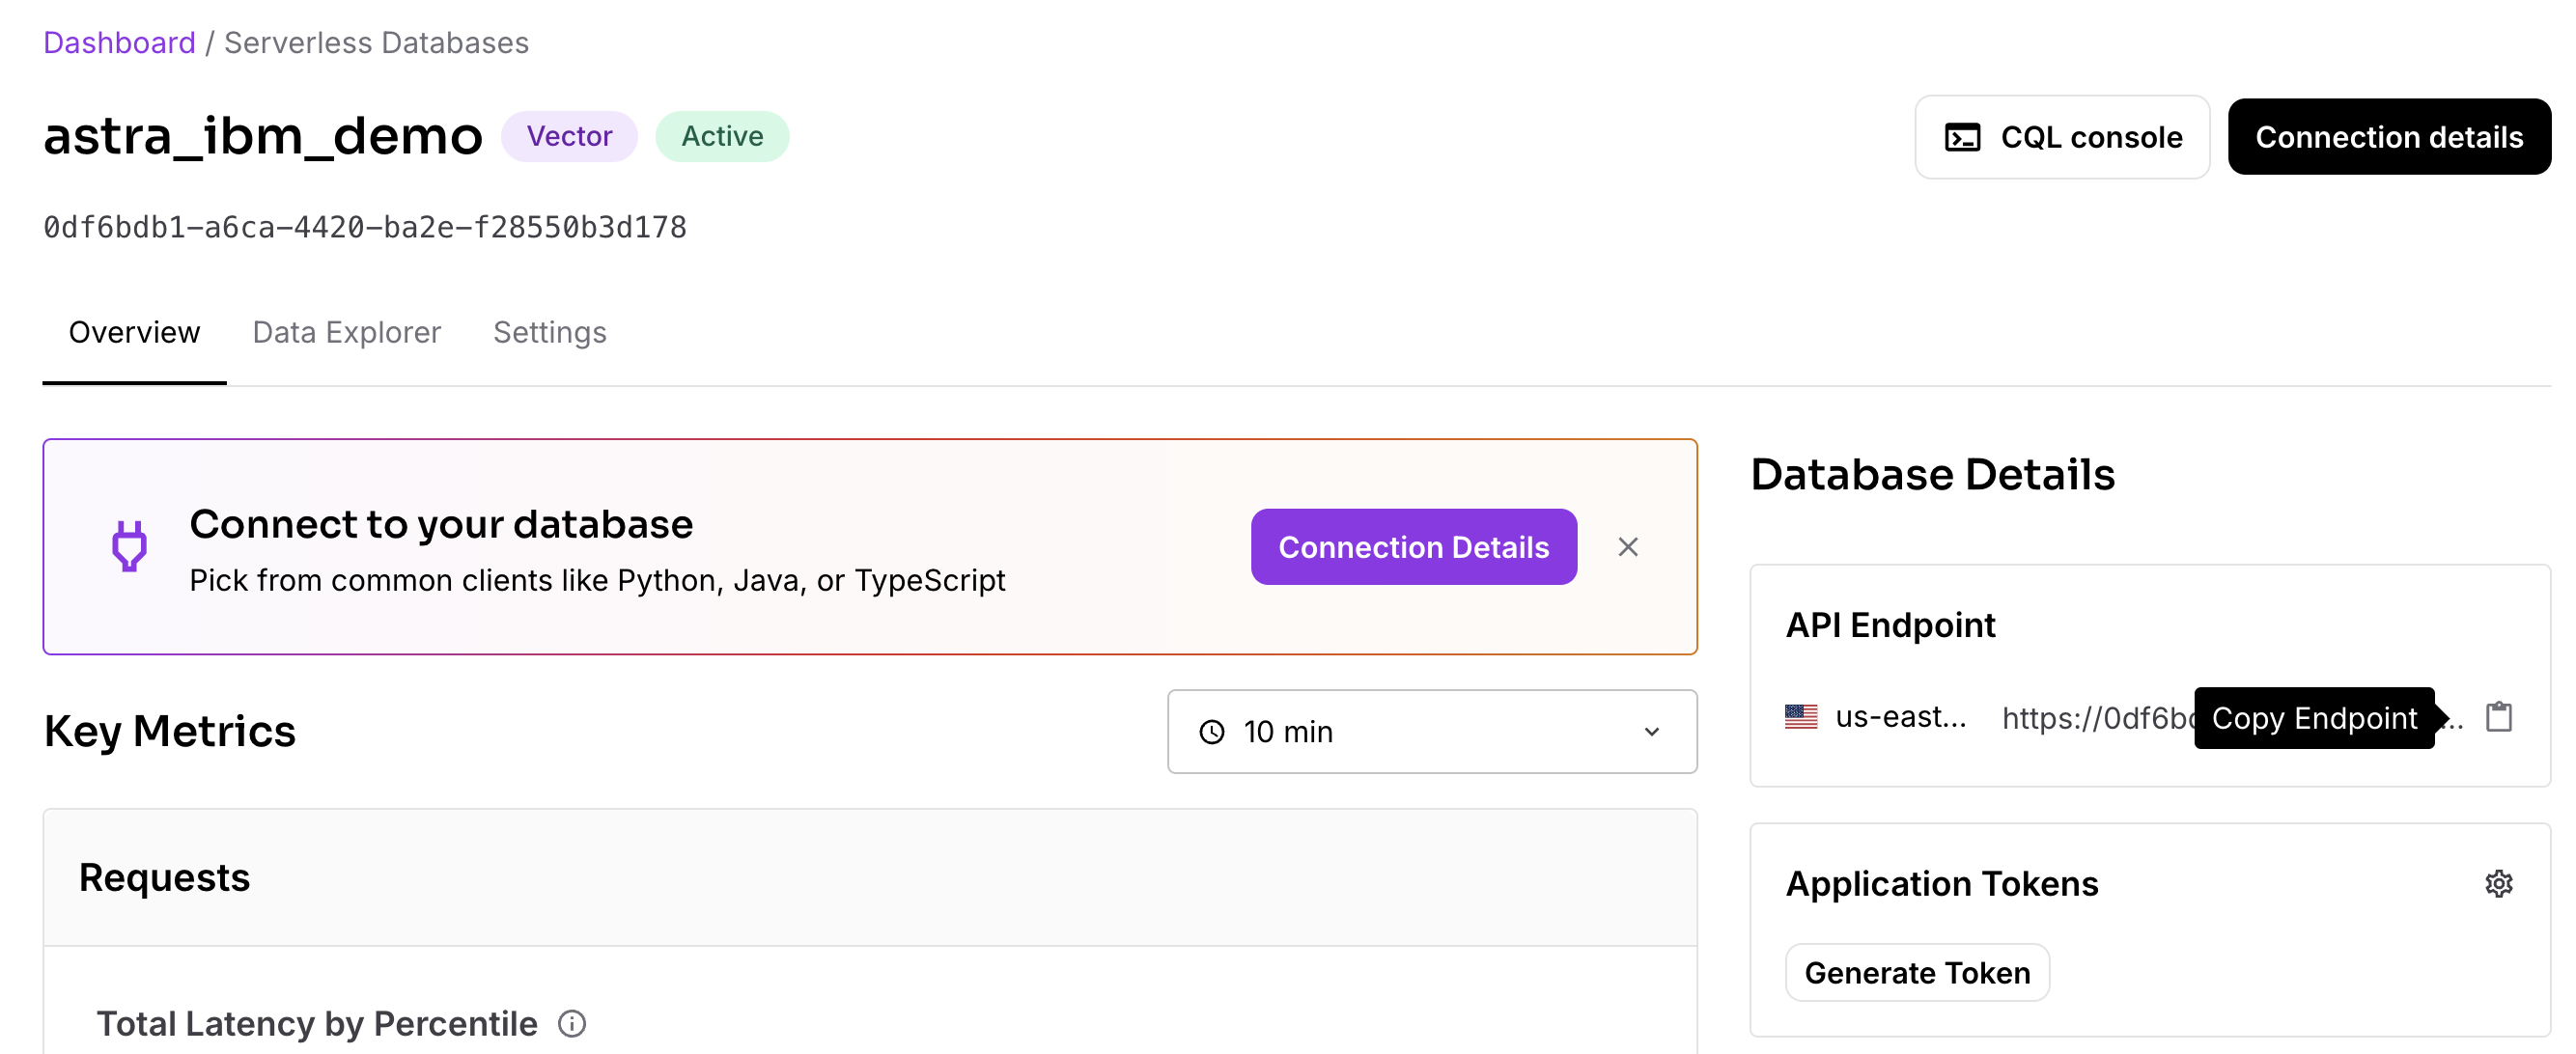 Dashboard / Serverless Databases
astra_ibm_demo Vector Active
CQL console
Connection details
0df6bdb1-a6ca-4420-ba2e-f28550b3d178
Overview Data Explorer Settings
Connect to your database
Pick from common clients like Python, Java, or TypeScript
Connection Details
Key Metrics
10 min
Requests
Total Latency by Percentile
Database Details
API Endpoint
us-east... https://0df6b Copy Endpoint ...
Application Tokens
Generate Token